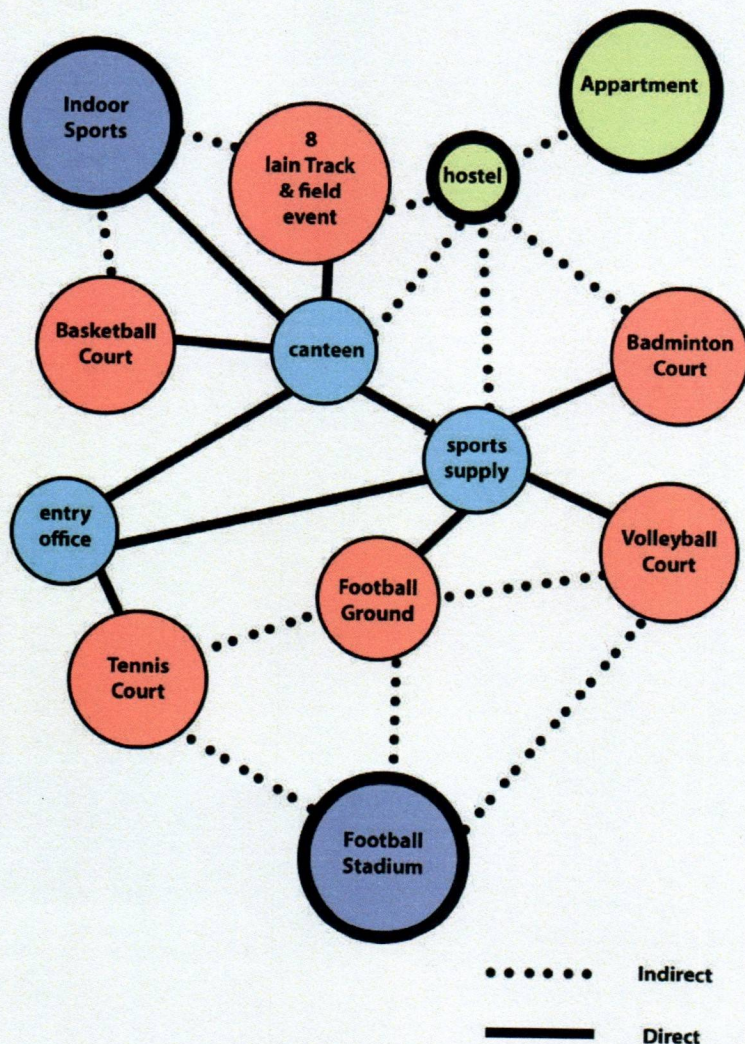 Indoor
Sports
8
lain Track
& field
event
Appartment
hostel
Basketball
Court
canteen
Badminton
Court
sports
supply
entry
office
Football
Ground
Volleyball
Court
Tennis
Court
Football
Stadium
Indirect
Direct